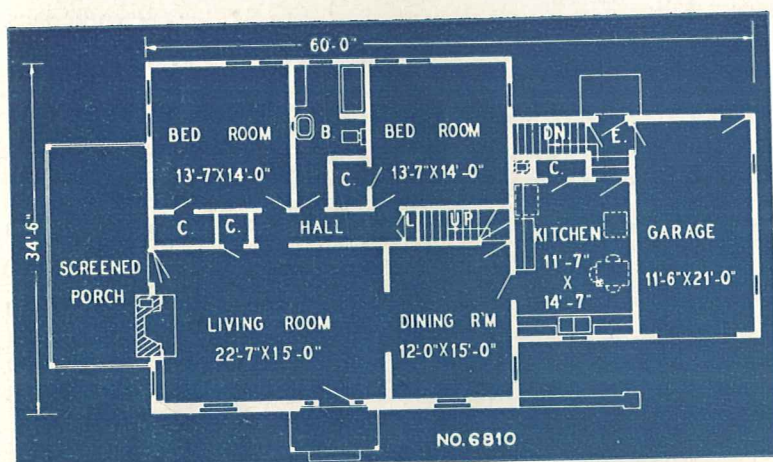 60'-0"
34'-6"
BED ROOM
13'-7"X14'-0"
B.
BED ROOM
13'-7"X14'-0"
DN.
E.
C.
C.
C.
C.
HALL
L
UP
SCREENED
PORCH
LIVING ROOM
22'-7"X15'-0"
DINING R'M
12'-0"X15'-0"
KITCHEN
11'-7"
X
14'-7"
GARAGE
11'-6"X21'-0"
NO. 6810